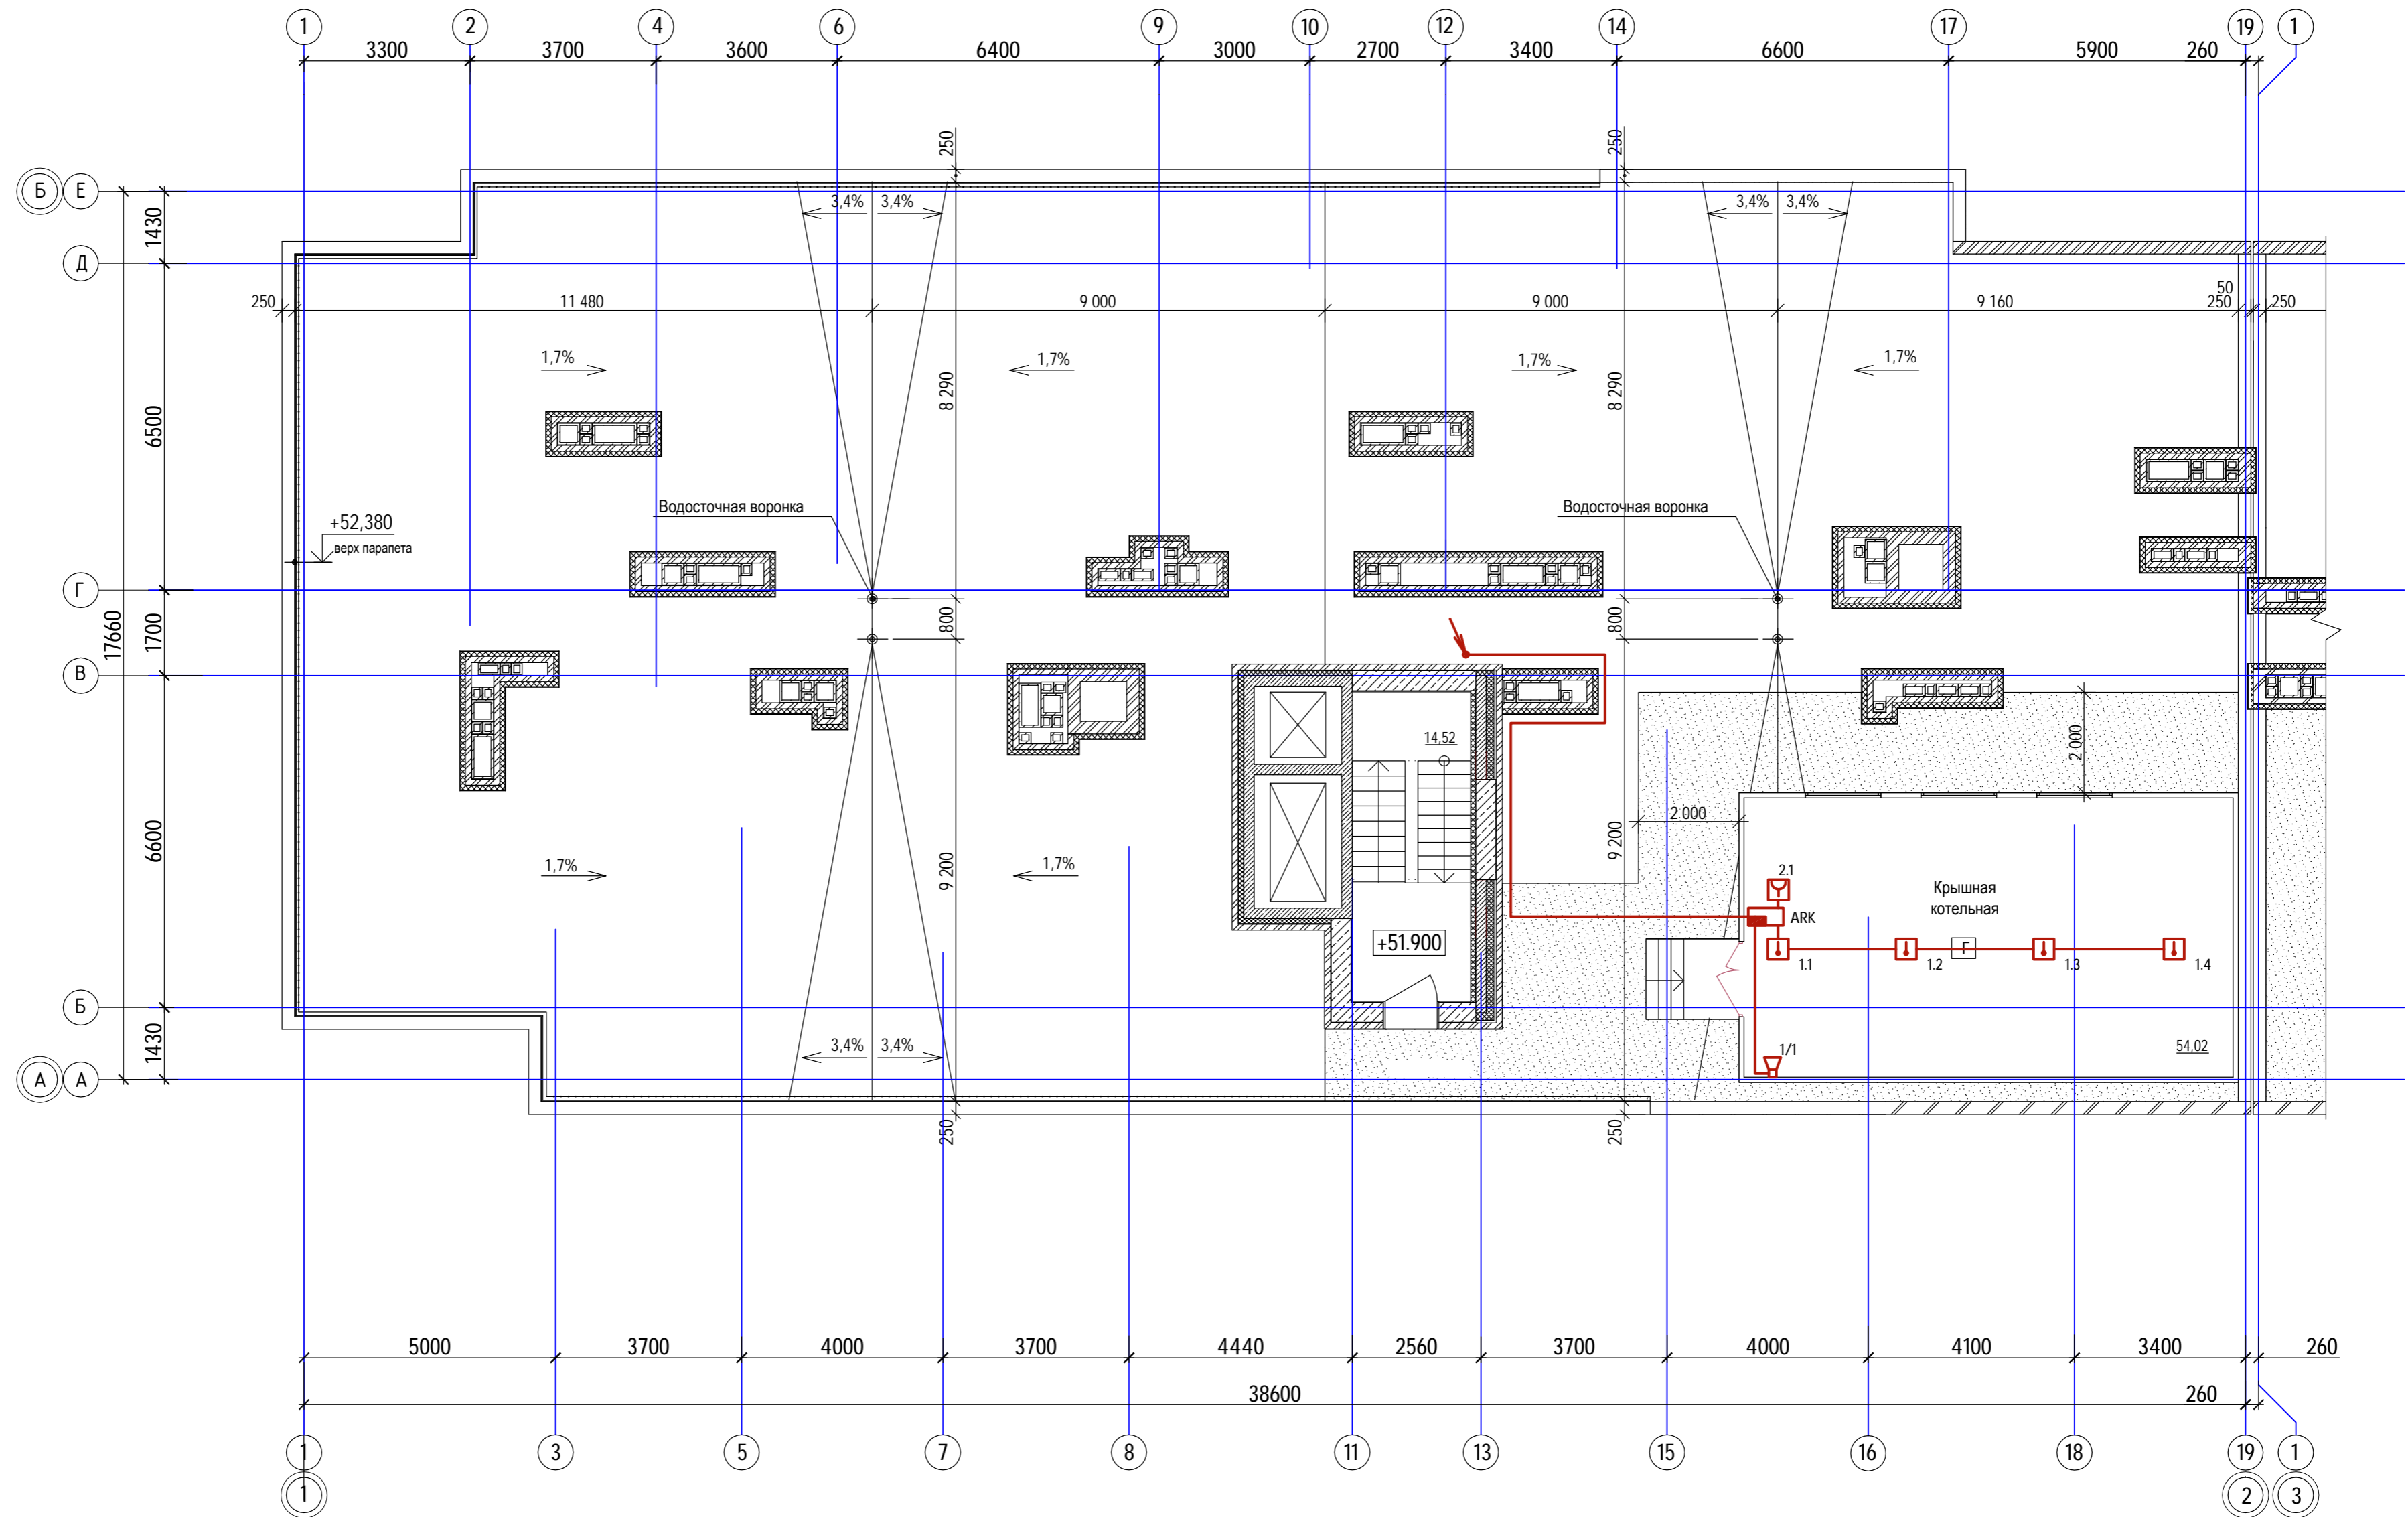 1 2 4 6 9 10 12 14 17 19 1
3300 3700 3600 6400 3000 2700 3400 6600 5900 260
250 250
Б Е
3,4% 3,4% 3,4% 3,4%
1430
Д
50
250 11 480 9 000 9 000 9 160 250 250
1,7% 1,7% 1,7% 1,7%
8 290 8 290
6500
Водосточная воронка Водосточная воронка
+52,380
верх парапета
Г
800 800
1700
17660
В
14,52
2 000
2 000
6600
9 200 9 200
1,7% 1,7%
2.1
Крышная
котельная
ARK
+51.900
Г
1.1 1.2 1.3 1.4
Б
1430
3,4% 3,4%
1/1
54,02
А А
250 250
5000 3700 4000 3700 4440 2560 3700 4000 4100 3400 260
38600 260
1 3 5 7 8 11 13 15 16 18 19 1
1 2 3